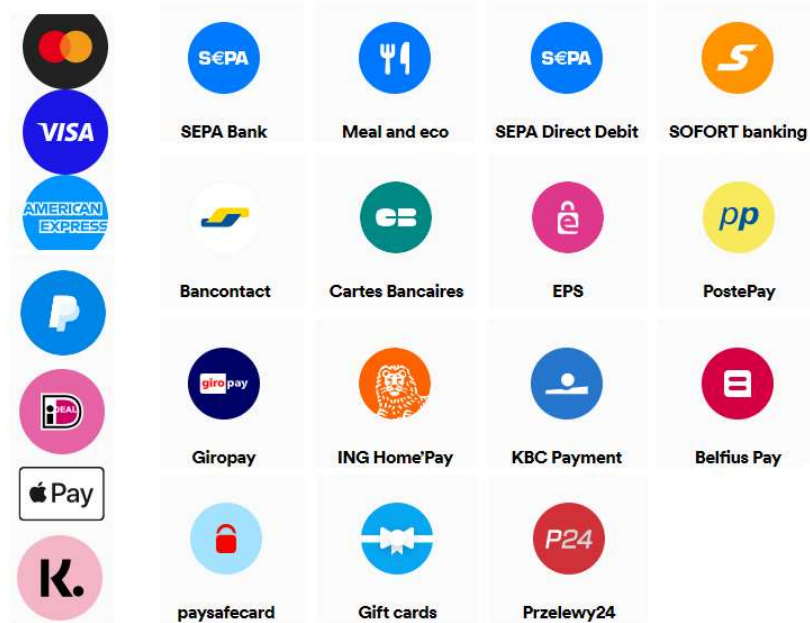 VISA
AMERICAN
EXPRESS
iDEAL
Pay
K.
S€PA
S€PA
S
SEPA Bank
Meal and eco
SEPA Direct Debit
SOFORT banking
CB
e
pp
Bancontact
Cartes Bancaires
EPS
PostePay
giro pay
Giropay
ING Home'Pay
KBC Payment
Belfius Pay
P24
paysafecard
Gift cards
Przelewy24